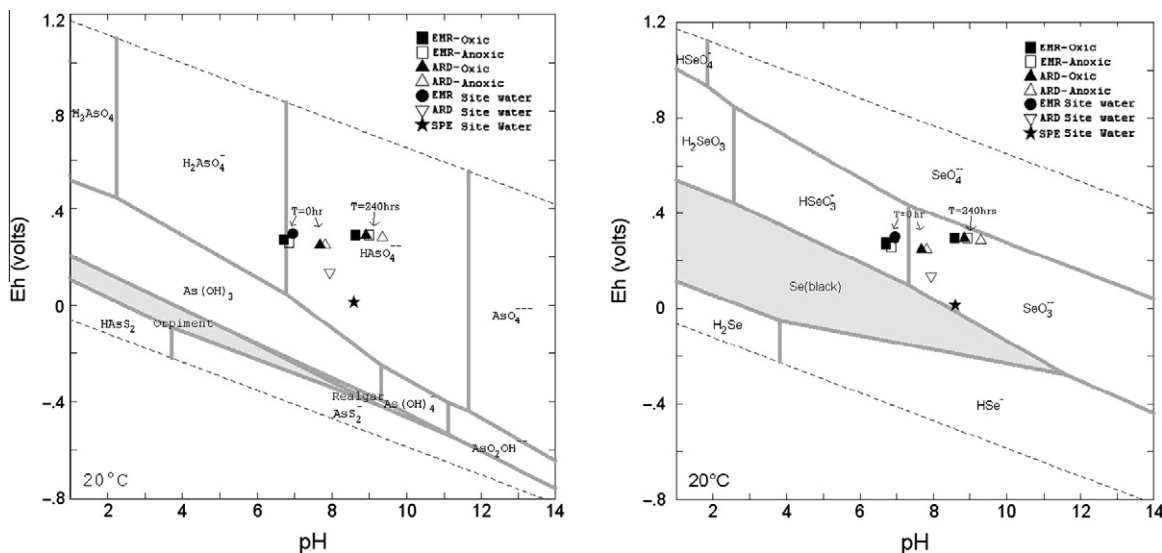 Eh (volts)
.8
.4
0
-.4
-.8
2 4 6 8 10 12 14
pH
20°C
EMR-Oxic
EMR-Anoxic
ARD-Oxic
ARD-Anoxic
EMR Site water
ARD Site water
SPE Site Water
H₃AsO₄
H₂AsO₄⁻
T=0hr
T=240hrs
HAsO₄⁻⁻
As(OH)₃
AsO₄⁻⁻⁻
HAsS₂
Orpiment
Realgar
As(OH)₄⁻
AsS₂⁻
AsO₂OH⁻⁻
Eh (volts)
.8
.4
0
-.4
-.8
2 4 6 8 10 12 14
pH
20°C
EMR-Oxic
EMR-Anoxic
ARD-Oxic
ARD-Anoxic
EMR Site water
ARD Site water
SPE Site Water
HSeO₄⁻
H₂SeO₃
SeO₄⁻⁻
HSeO₃⁻
T=0hr
T=240hrs
Se(black)
SeO₃⁻⁻
H₂Se
HSe⁻